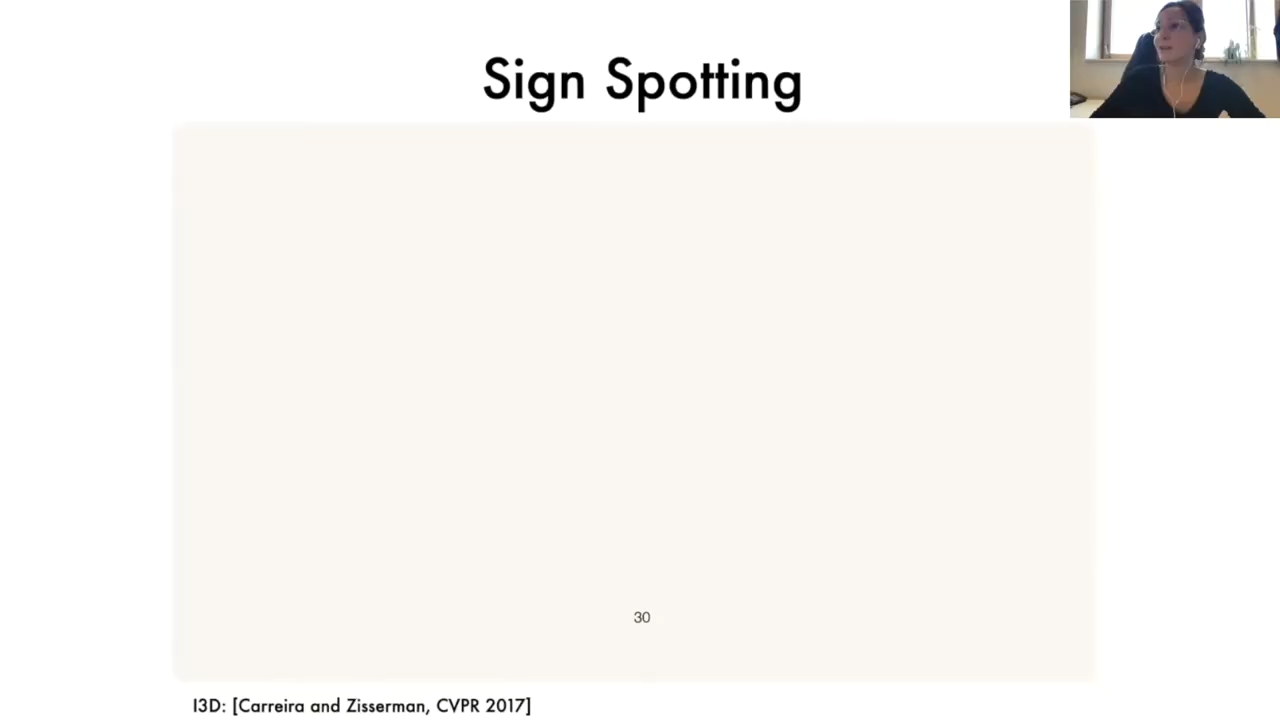 Sign Spotting
30
I3D: [Carreira and Zisserman, CVPR 2017]